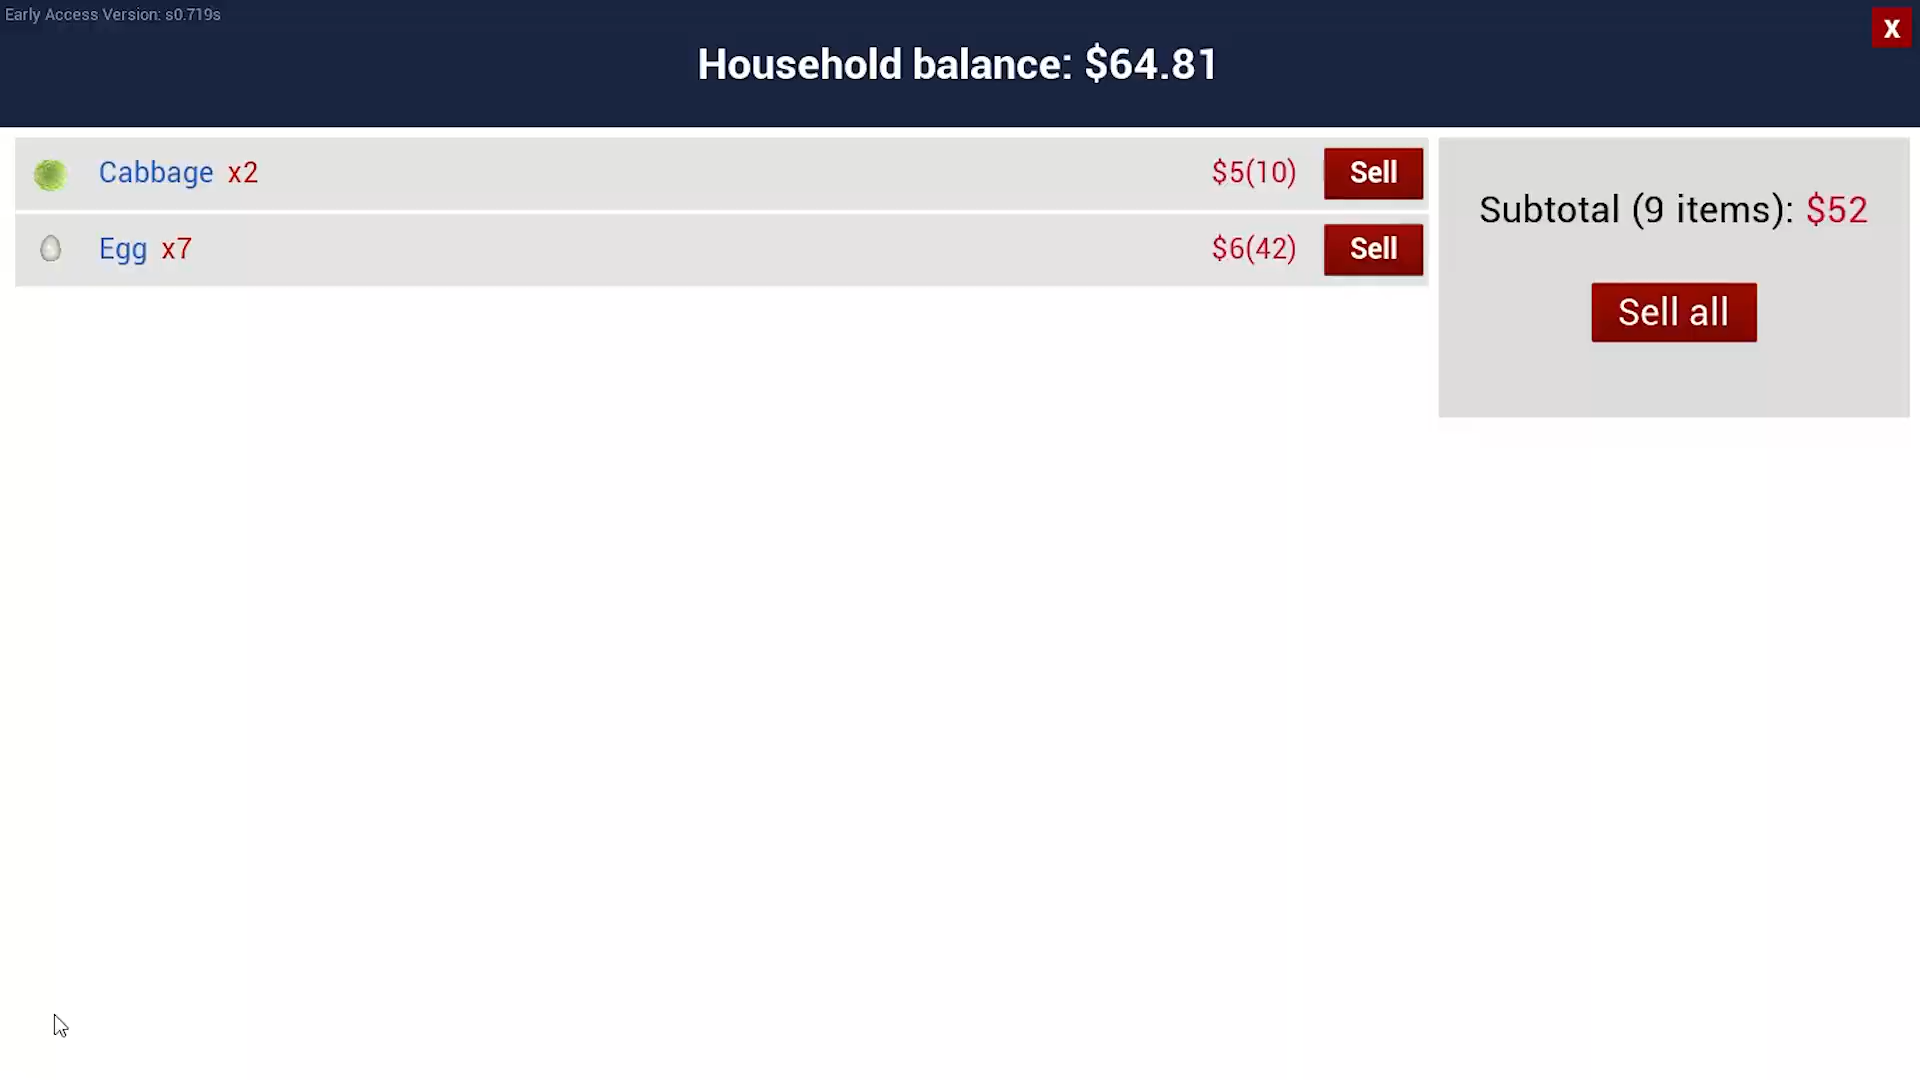 Early Access Version: s0.719s
X
Household balance: $64.81
Cabbage x2 $5(10) Sell
Egg x7 $6(42) Sell
Subtotal (9 items): $52
Sell all